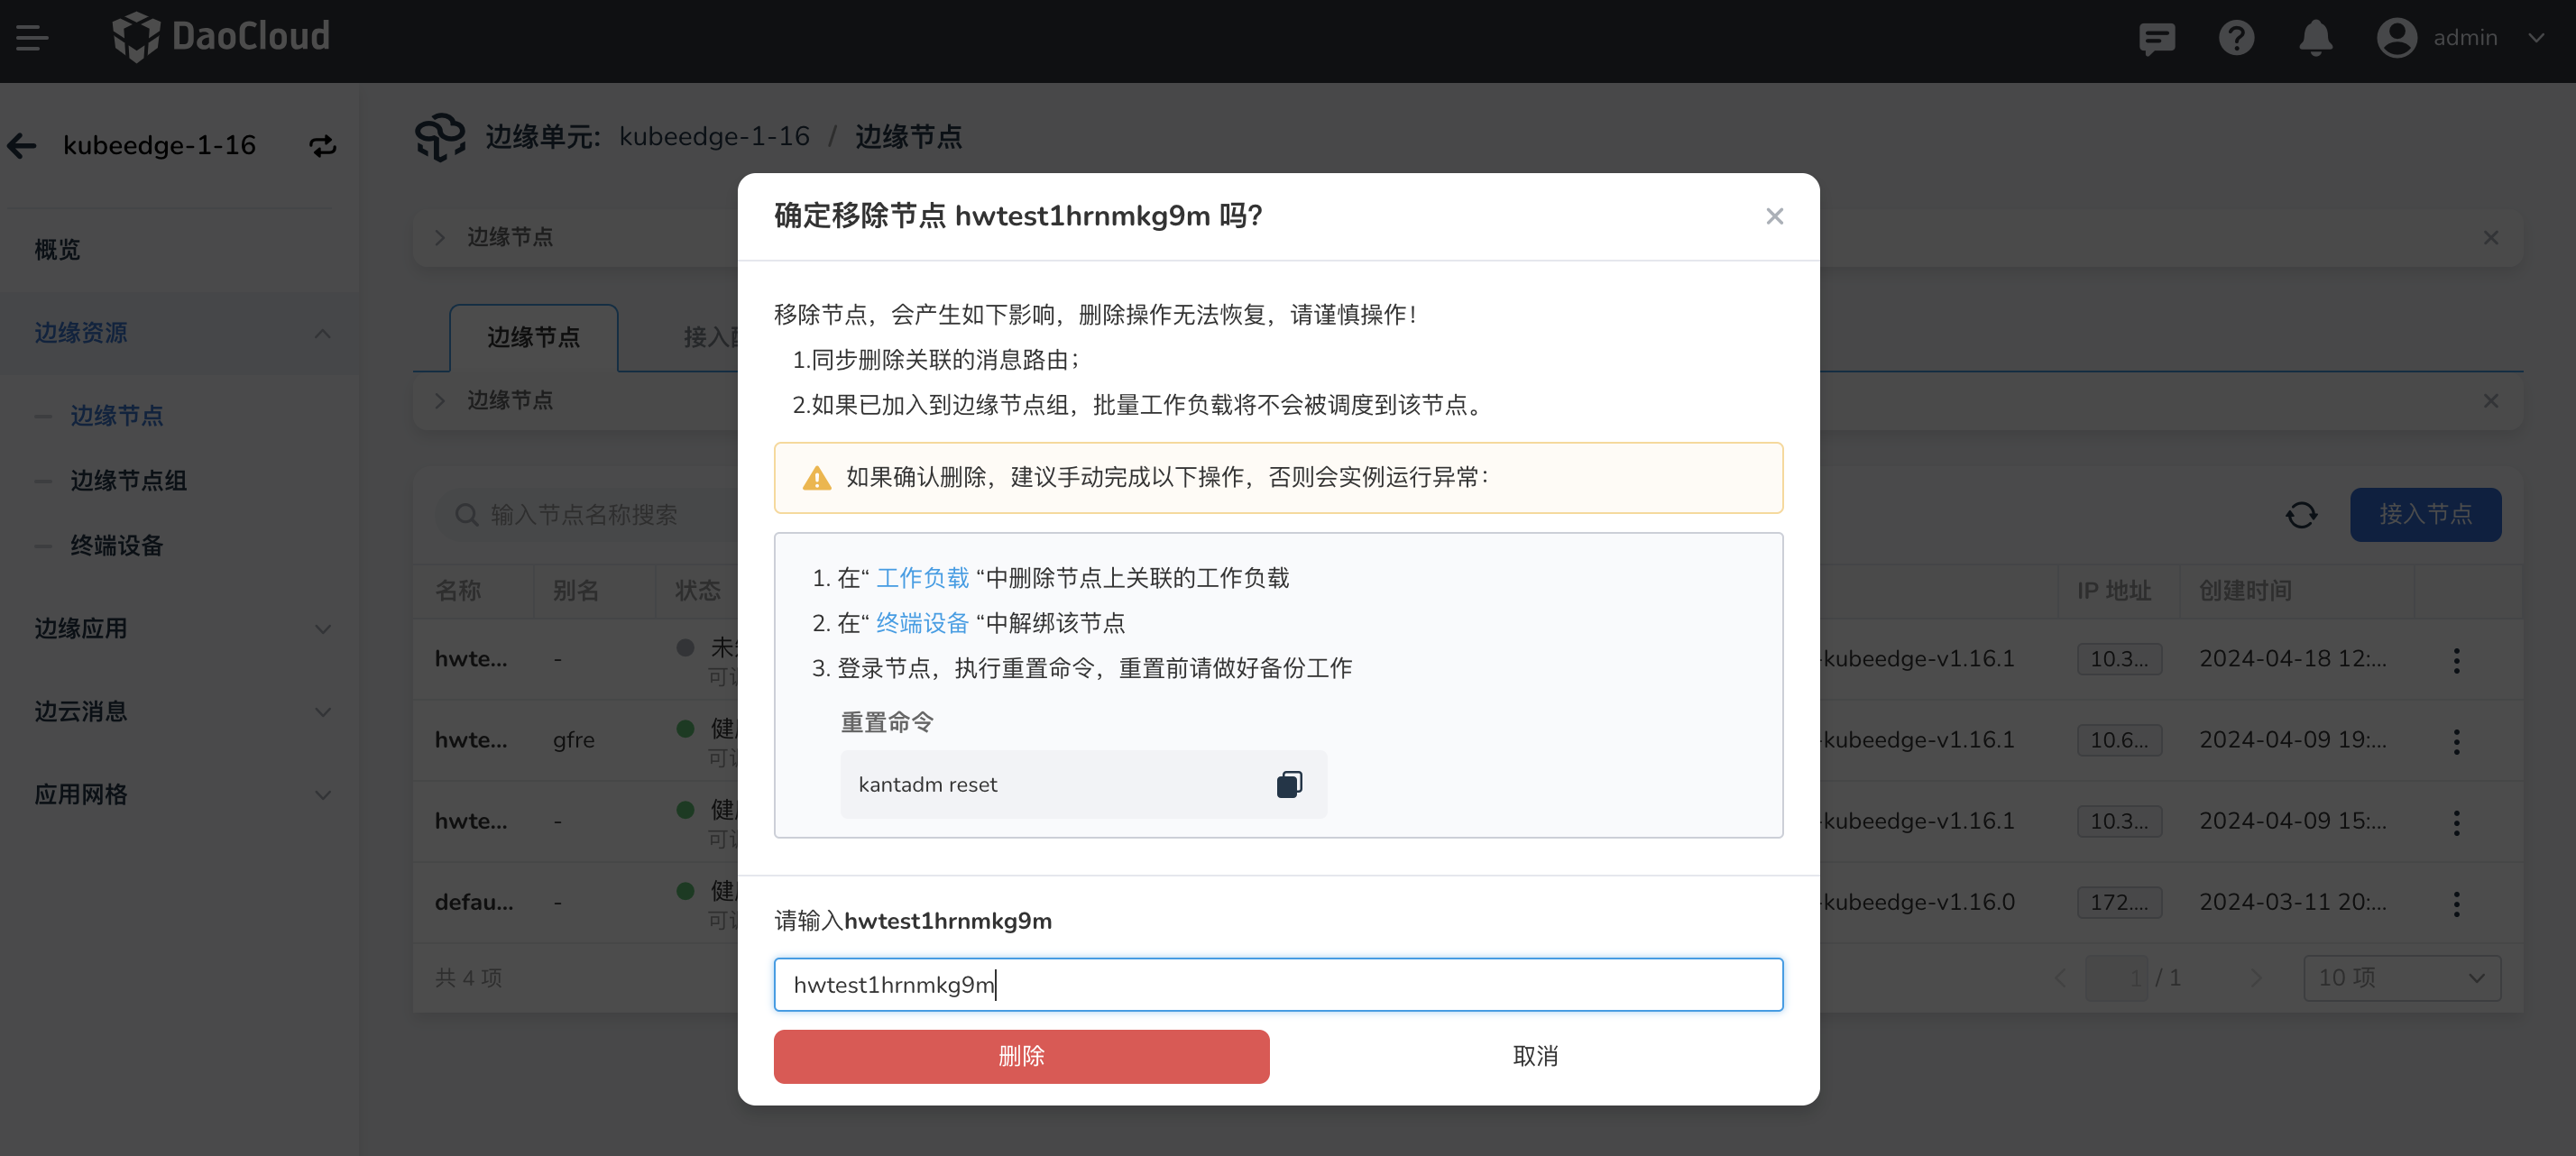 DaoCloud
admin
kubeedge-1-16
概览
边缘资源
边缘节点
边缘节点组
终端设备
边缘应用
边云消息
应用网格
边缘单元: kubeedge-1-16 / 边缘节点
边缘节点
边缘节点 接入
边缘节点
输入节点名称搜索
接入节点
名称 别名 状态 IP 地址 创建时间
hwte... - 未 -kubeedge-v1.16.1 10.3... 2024-04-18 12:...
可
hwte... gfre 健 -kubeedge-v1.16.1 10.6... 2024-04-09 19:...
可
hwte... - 健 -kubeedge-v1.16.1 10.3... 2024-04-09 15:...
可
defau... - 健 -kubeedge-v1.16.0 172.... 2024-03-11 20:...
可
共 4 项
1 / 1
10 项
确定移除节点 hwtest1hrnmkg9m 吗?
移除节点，会产生如下影响，删除操作无法恢复，请谨慎操作！
1.同步删除关联的消息路由；
2.如果已加入到边缘节点组，批量工作负载将不会被调度到该节点。
如果确认删除，建议手动完成以下操作，否则会实例运行异常：
1. 在“ 工作负载 “中删除节点上关联的工作负载
2. 在“ 终端设备 “中解绑该节点
3. 登录节点，执行重置命令，重置前请做好备份工作
重置命令
kantadm reset
请输入hwtest1hrnmkg9m
hwtest1hrnmkg9m
删除
取消